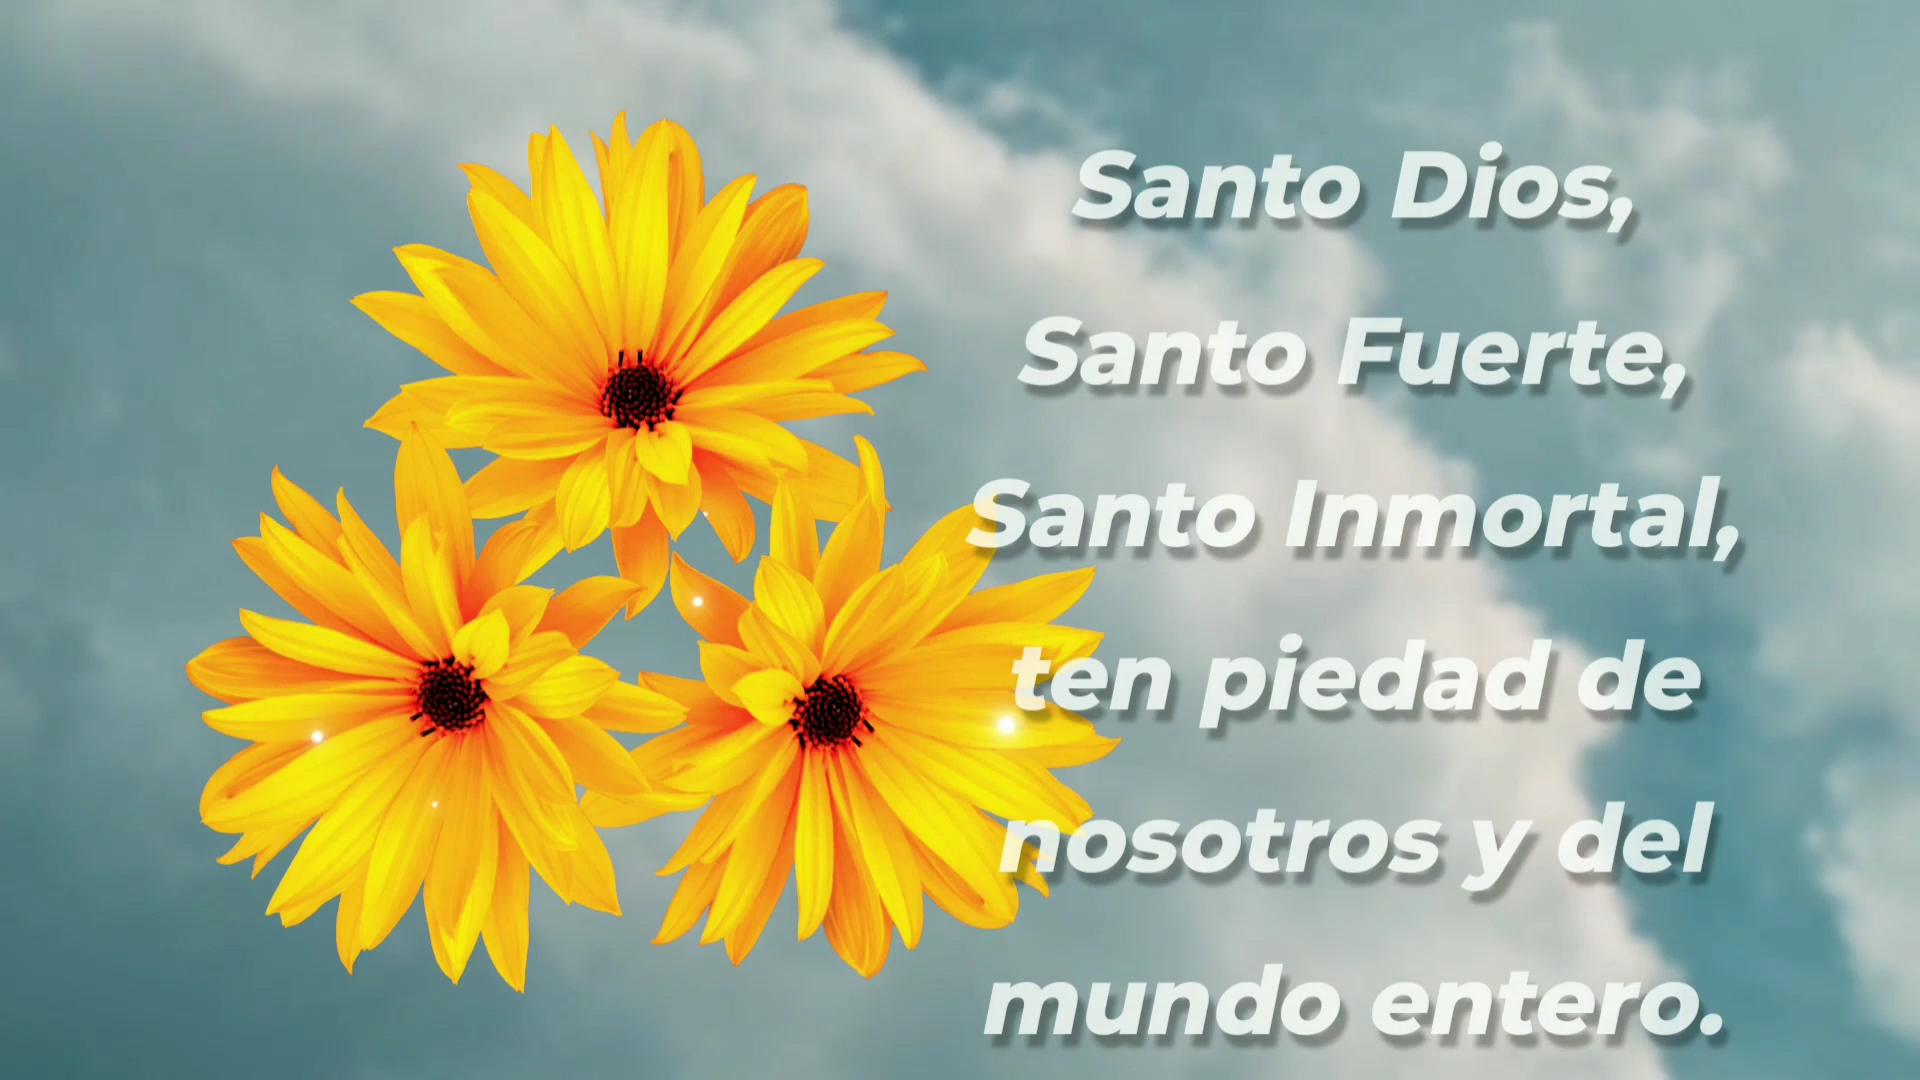 Santo Dios,
Santo Fuerte,
Santo Inmortal,
ten piedad de
nosotros y del
mundo entero.